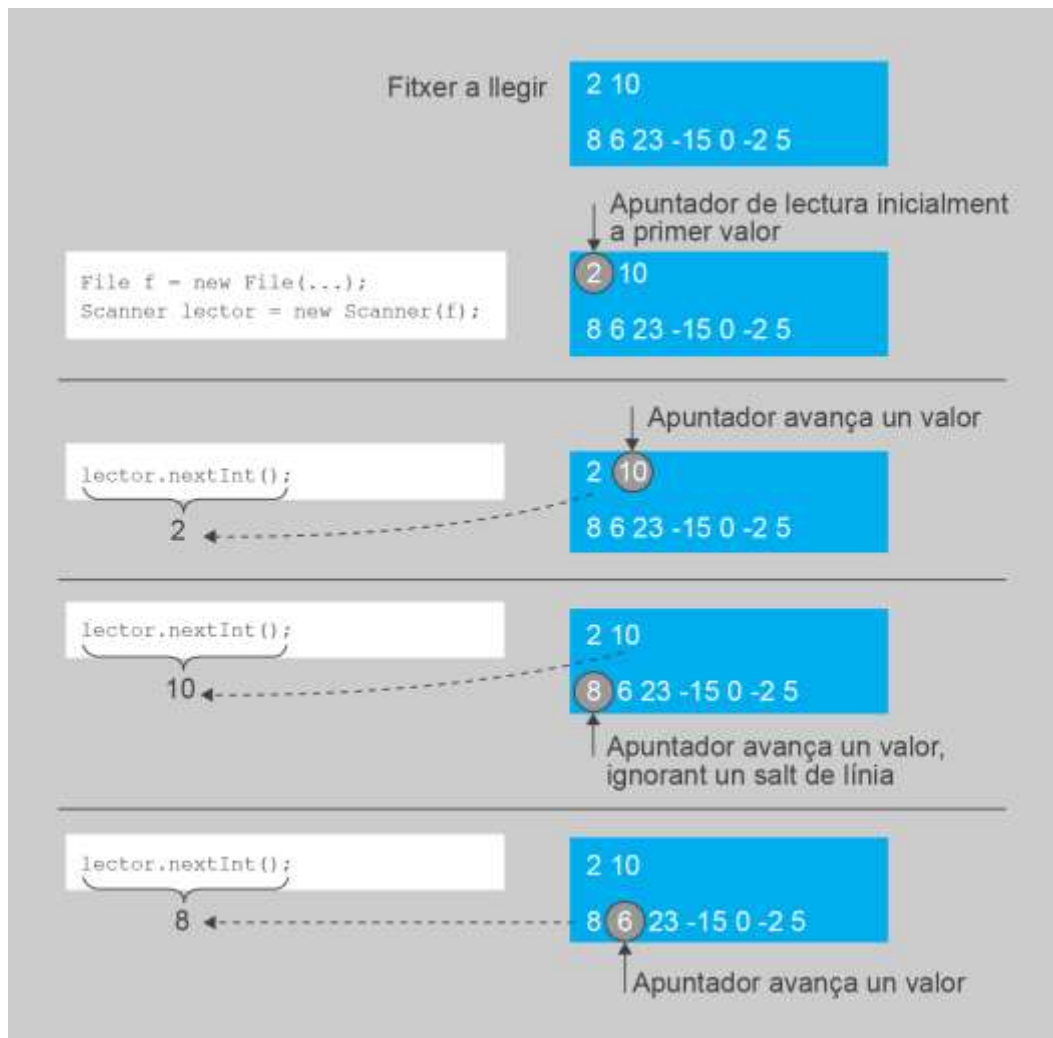 Fitxer a llegir
2 10
8 6 23 -15 0 -2 5
Apuntador de lectura inicialment
a primer valor
File f = new File(...);
Scanner lector = new Scanner(f);
2 10
8 6 23 -15 0 -2 5
Apuntador avança un valor
lector.nextInt();
2
2 10
8 6 23 -15 0 -2 5
lector.nextInt();
10
2 10
8 6 23 -15 0 -2 5
Apuntador avança un valor,
ignorant un salt de línia
lector.nextInt();
8
2 10
8 6 23 -15 0 -2 5
Apuntador avança un valor